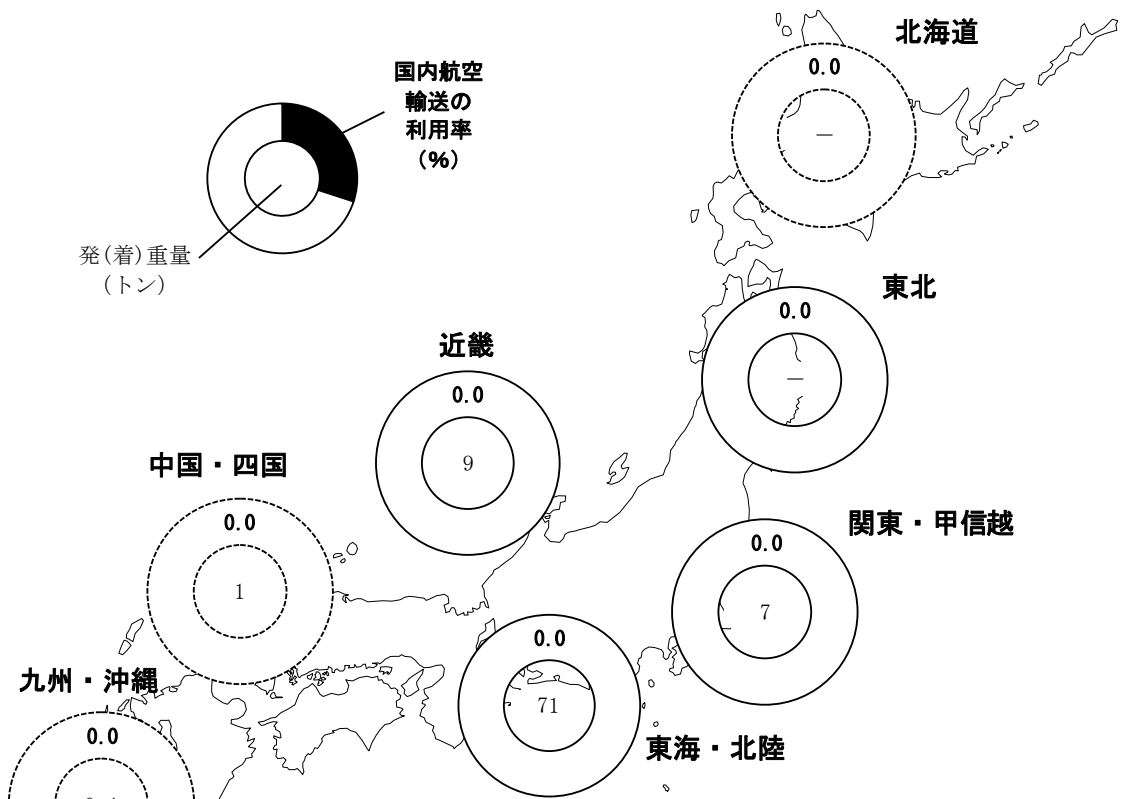 北海道
0.0
－
国内航空
輸送の
利用率
（％）
発(着)重量
(トン)
東北
0.0
－
近畿
0.0
9
中国・四国
0.0
1
関東・甲信越
0.0
7
九州・沖縄
0.0
東海・北陸
0.0
71